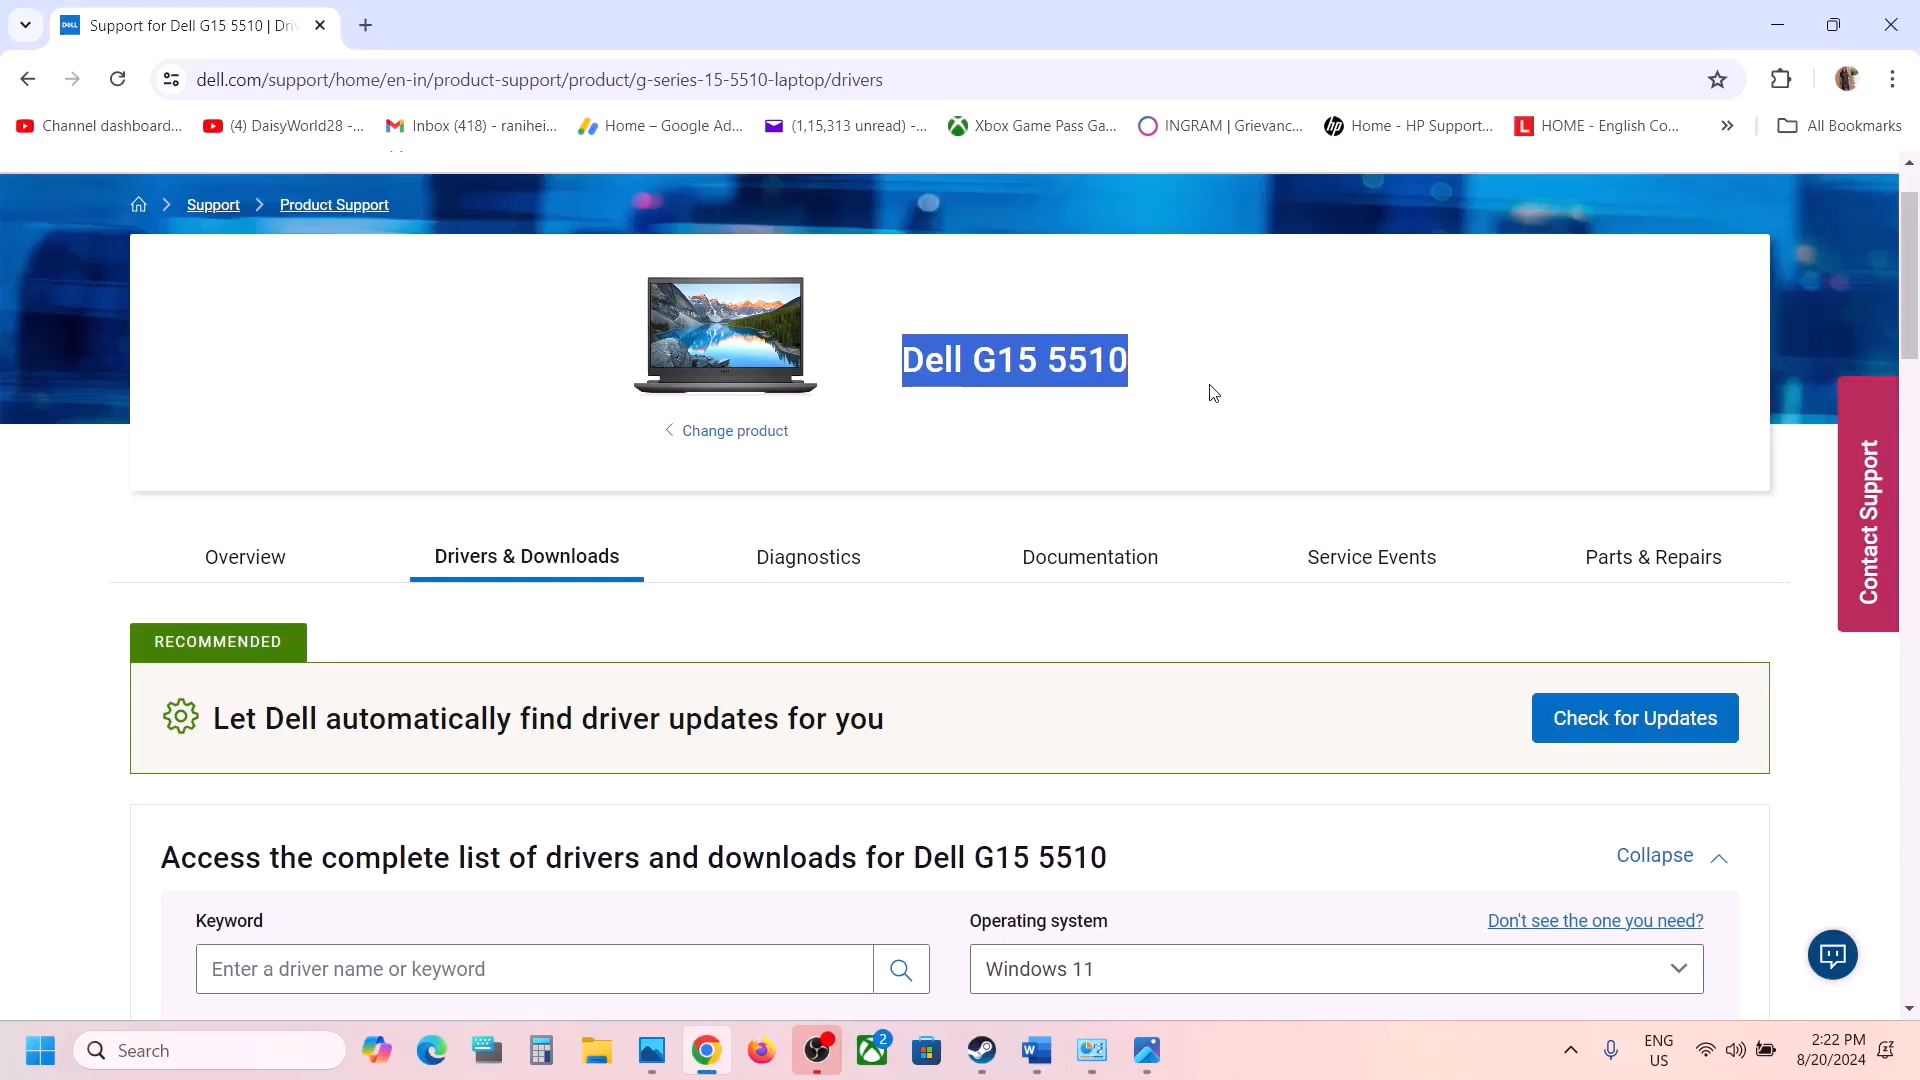 Support for Dell G15 5510 | Dri
dell.com/support/home/en-in/product-support/product/g-series-15-5510-laptop/drivers
Channel dashboard...
(4) DaisyWorld28 -...
Inbox (418) - ranihei...
Home – Google Ad...
(1,15,313 unread) -...
Xbox Game Pass Ga...
INGRAM | Grievanc...
Home - HP Support...
HOME - English Co...
All Bookmarks
Support
Product Support
Dell G15 5510
Change product
Contact Support
Overview
Drivers & Downloads
Diagnostics
Documentation
Service Events
Parts & Repairs
RECOMMENDED
Let Dell automatically find driver updates for you
Check for Updates
Access the complete list of drivers and downloads for Dell G15 5510
Collapse
Keyword
Operating system
Don't see the one you need?
Enter a driver name or keyword
Windows 11
Search
2
ENG
US
2:22 PM
8/20/2024